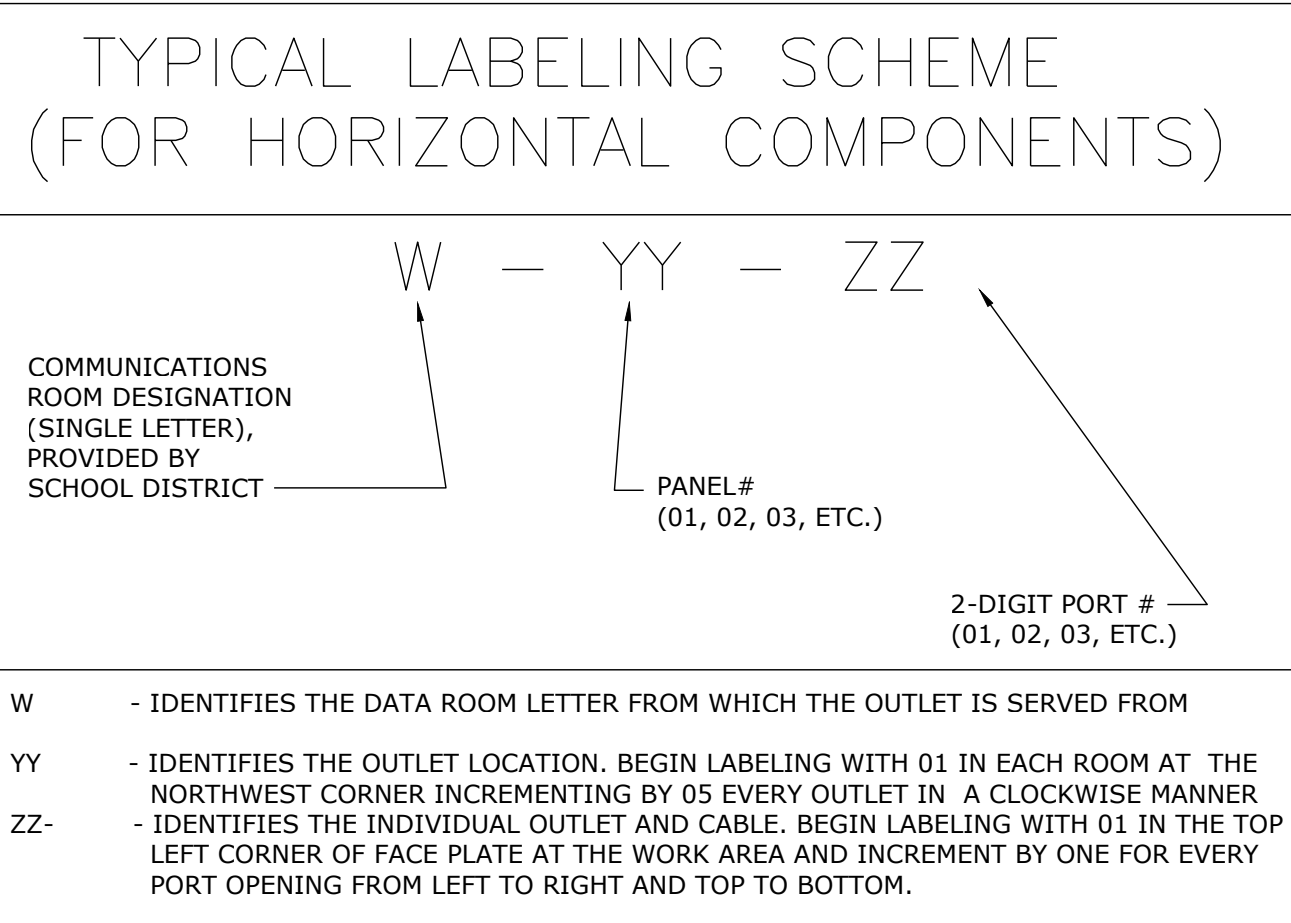 TYPICAL LABELING SCHEME
(FOR HORIZONTAL COMPONENTS)
W - YY - ZZ
COMMUNICATIONS
ROOM DESIGNATION
(SINGLE LETTER),
PROVIDED BY
SCHOOL DISTRICT
PANEL#
(01, 02, 03, ETC.)
2-DIGIT PORT #
(01, 02, 03, ETC.)
W - IDENTIFIES THE DATA ROOM LETTER FROM WHICH THE OUTLET IS SERVED FROM
YY - IDENTIFIES THE OUTLET LOCATION. BEGIN LABELING WITH 01 IN EACH ROOM AT THE
NORTHWEST CORNER INCREMENTING BY 05 EVERY OUTLET IN A CLOCKWISE MANNER
ZZ- - IDENTIFIES THE INDIVIDUAL OUTLET AND CABLE. BEGIN LABELING WITH 01 IN THE TOP
LEFT CORNER OF FACE PLATE AT THE WORK AREA AND INCREMENT BY ONE FOR EVERY
PORT OPENING FROM LEFT TO RIGHT AND TOP TO BOTTOM.